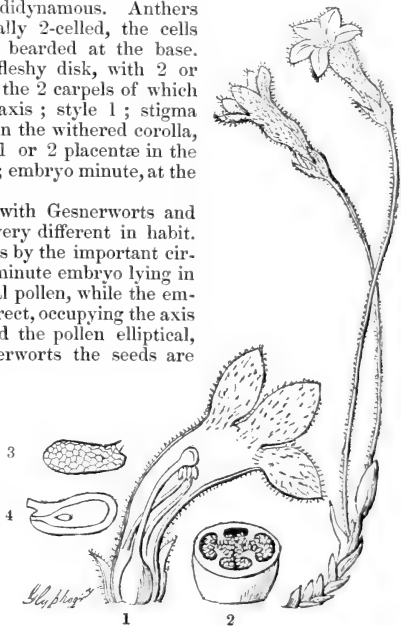 didynamous. Anthers
2-celled, the cells
bearded at the base.
fleshy disk, with 2 or
the 2 carpels of which
axis ; style 1 ; stigma
in the withered corolla,
1 or 2 placentæ in the
; embryo minute, at the
with Gesnerworts and
very different in habit.
s by the important cir-
minute embryo lying in
pollen, while the em-
rect, occupying the axis
the pollen elliptical,
the seeds are
3
4
1
2